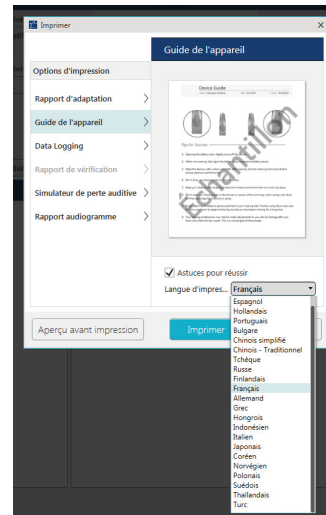 Imprimer
Guide de l'appareil
Options d'impression
Rapport d'adaptation
Guide de l'appareil
Data Logging
Rapport de vérification
Simulateur de perte auditive
Rapport audiogramme
Device Guide
Tips for Success
échantillon
Astuces pour réussir
Langue d'impres... Français
Aperçu avant impression
Imprimer
Espagnol
Hollandais
Portuguais
Bulgare
Chinois simplifié
Chinois - Traditionnel
Tchèque
Russe
Finlandais
Français
Allemand
Grec
Hongrois
Indonésien
Italien
Japonais
Coréen
Norvégien
Polonais
Suédois
Thaïlandais
Turc